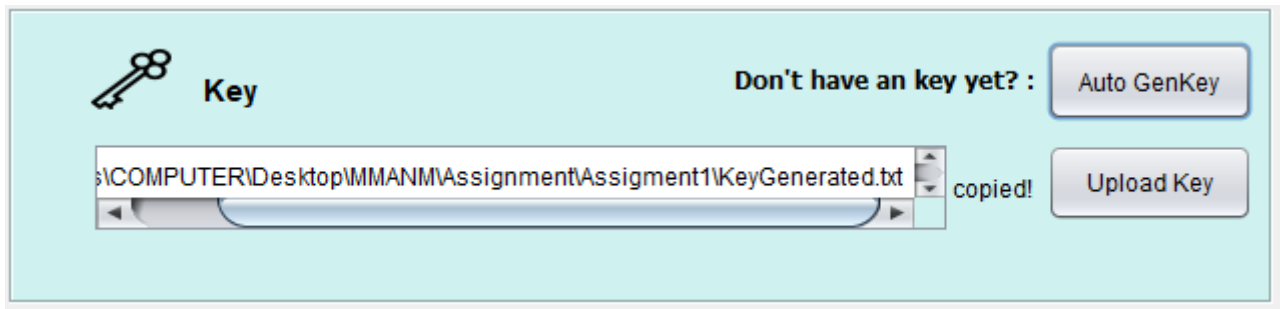 Key
Don't have an key yet? :
Auto GenKey
s\COMPUTER\Desktop\MMANM\Assignment\Assigment1\KeyGenerated.txt
copied!
Upload Key